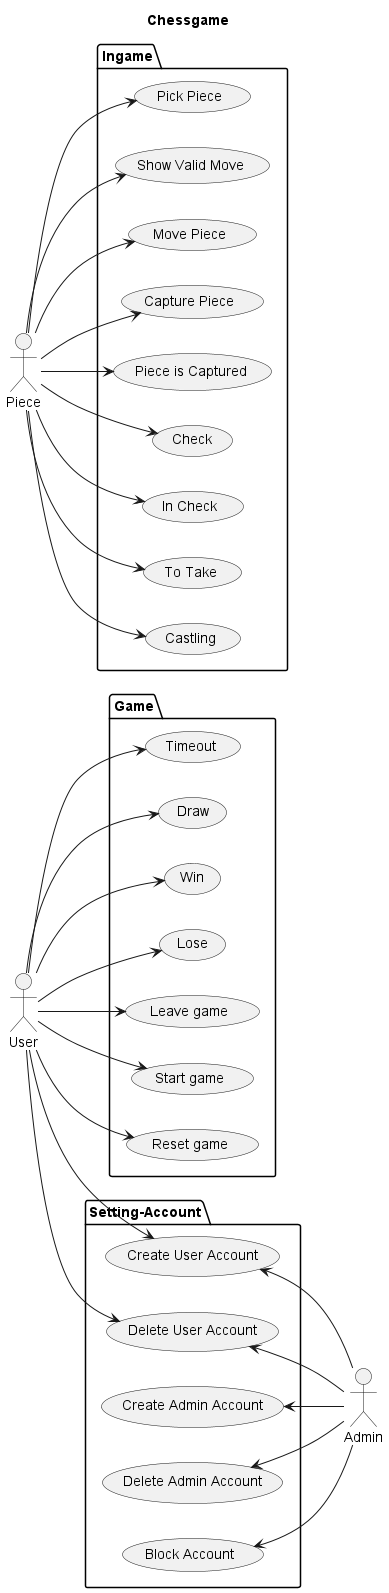 Chessgame
Ingame
Pick Piece
Show Valid Move
Move Piece
Capture Piece
Piece is Captured
Piece
Check
In Check
To Take
Castling
Game
Timeout
Draw
Win
Lose
Leave game
User
Start game
Reset game
Setting-Account
Create User Account
Delete User Account
Create Admin Account
Admin
Delete Admin Account
Block Account